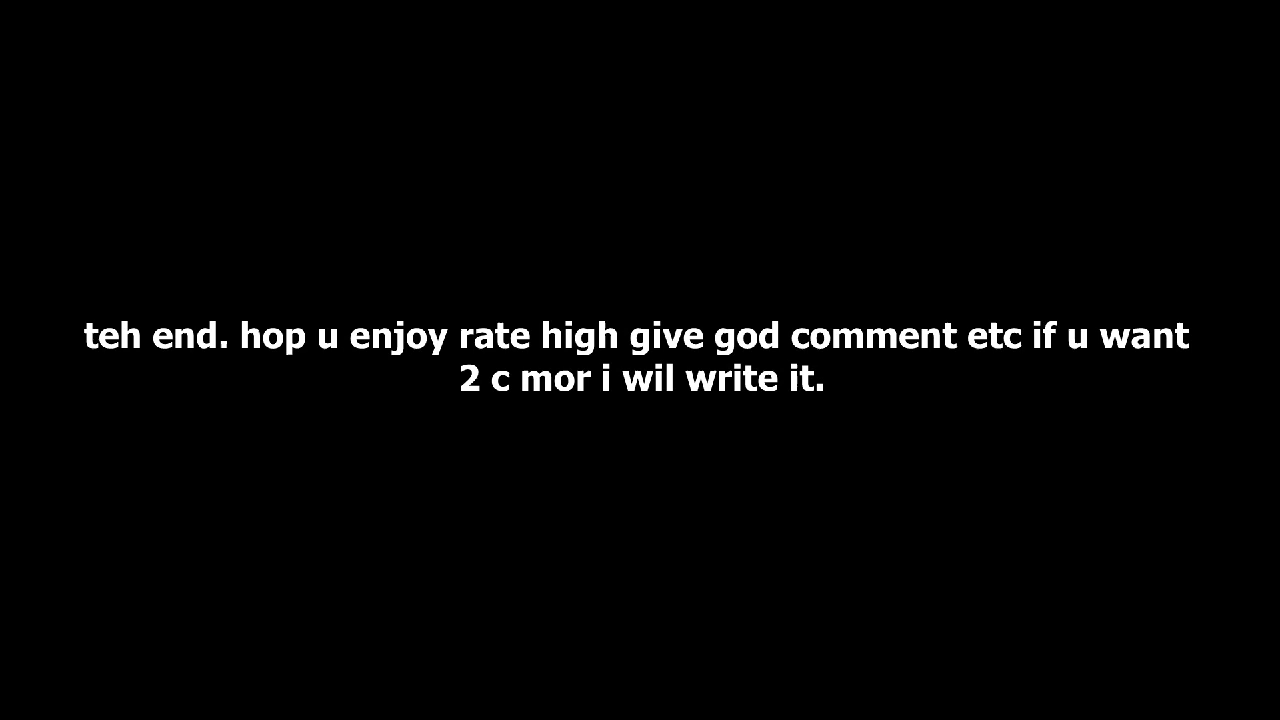 teh end. hop u enjoy rate high give god comment etc if u want
2 c mor i wil write it.